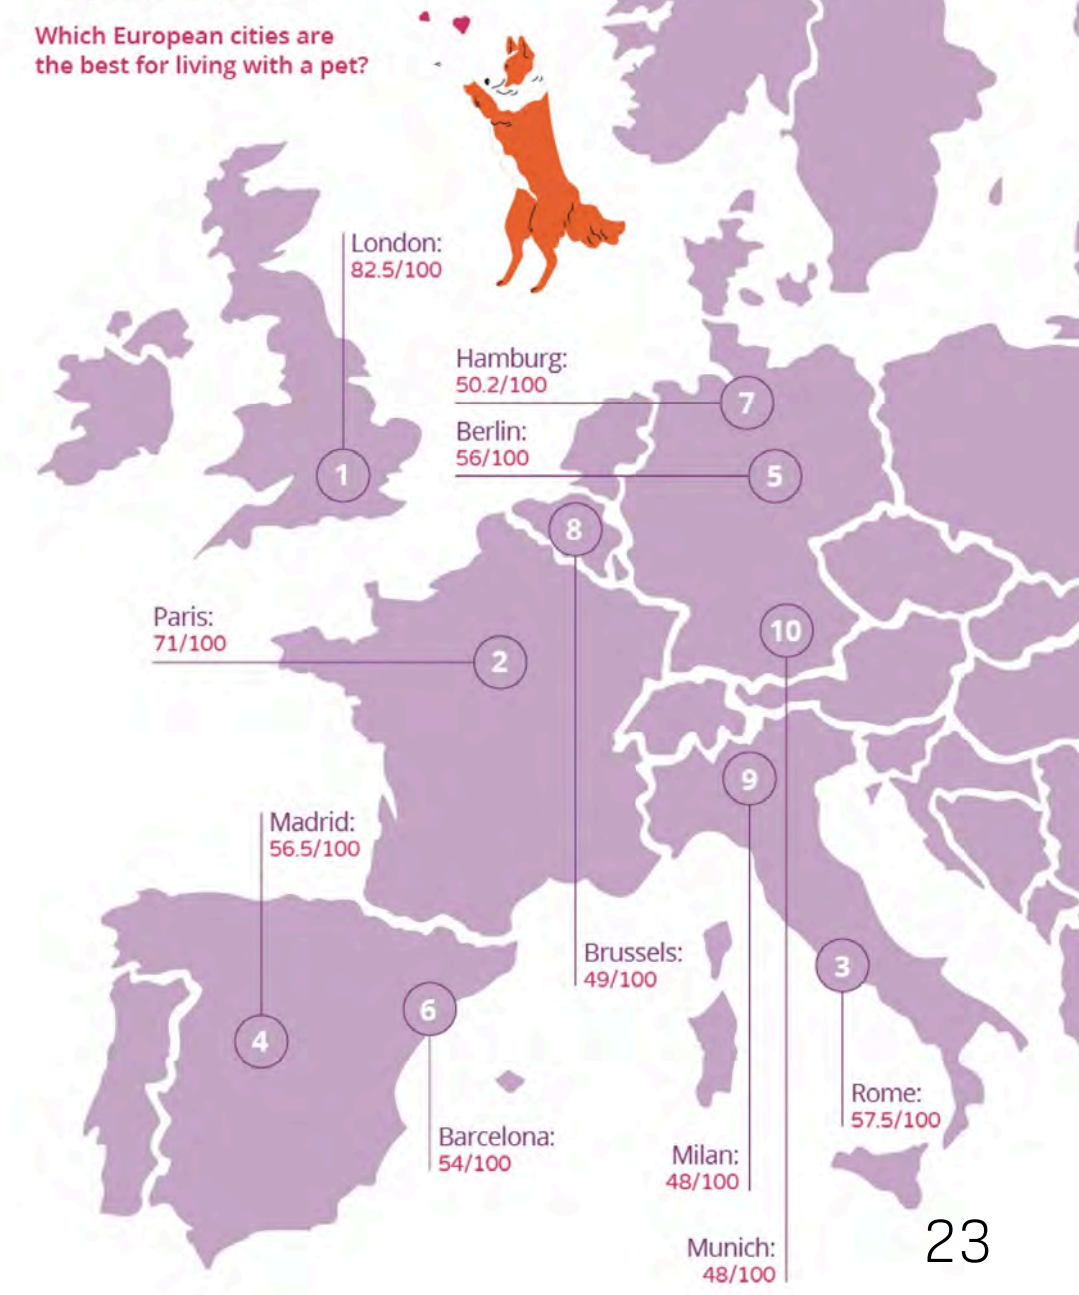 Which European cities are
the best for living with a pet?
London:
82.5/100
Hamburg:
50.2/100
7
Berlin:
56/100
1
5
8
Paris:
71/100
10
2
9
Madrid:
56.5/100
Brussels:
49/100
3
6
4
Rome:
57.5/100
Barcelona:
54/100
Milan:
48/100
23
Munich:
48/100